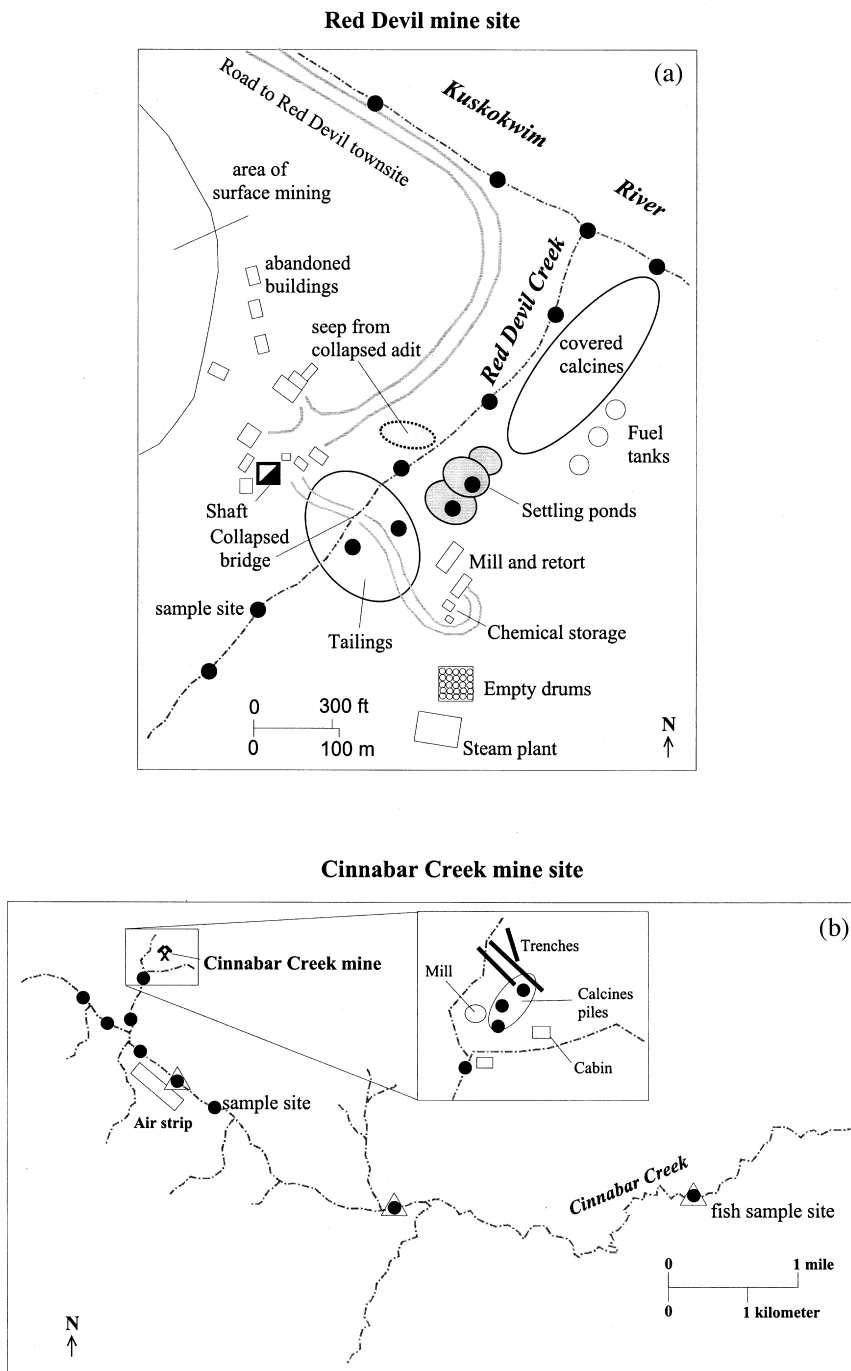 Red Devil mine site
(a)
Road to Red Devil townsite
Kuskokwim
River
area of
surface mining
abandoned
buildings
Red Devil Creek
seep from
collapsed adit
covered
calcines
Fuel
tanks
Shaft
Settling ponds
Collapsed
bridge
Mill and retort
sample site
Tailings
Chemical storage
Empty drums
0 300 ft
0 100 m
N
Steam plant
Cinnabar Creek mine site
(b)
Cinnabar Creek mine
Trenches
Mill
Calcines
piles
Cabin
sample site
Air strip
Cinnabar Creek
fish sample site
0 1 mile
0 1 kilometer
N